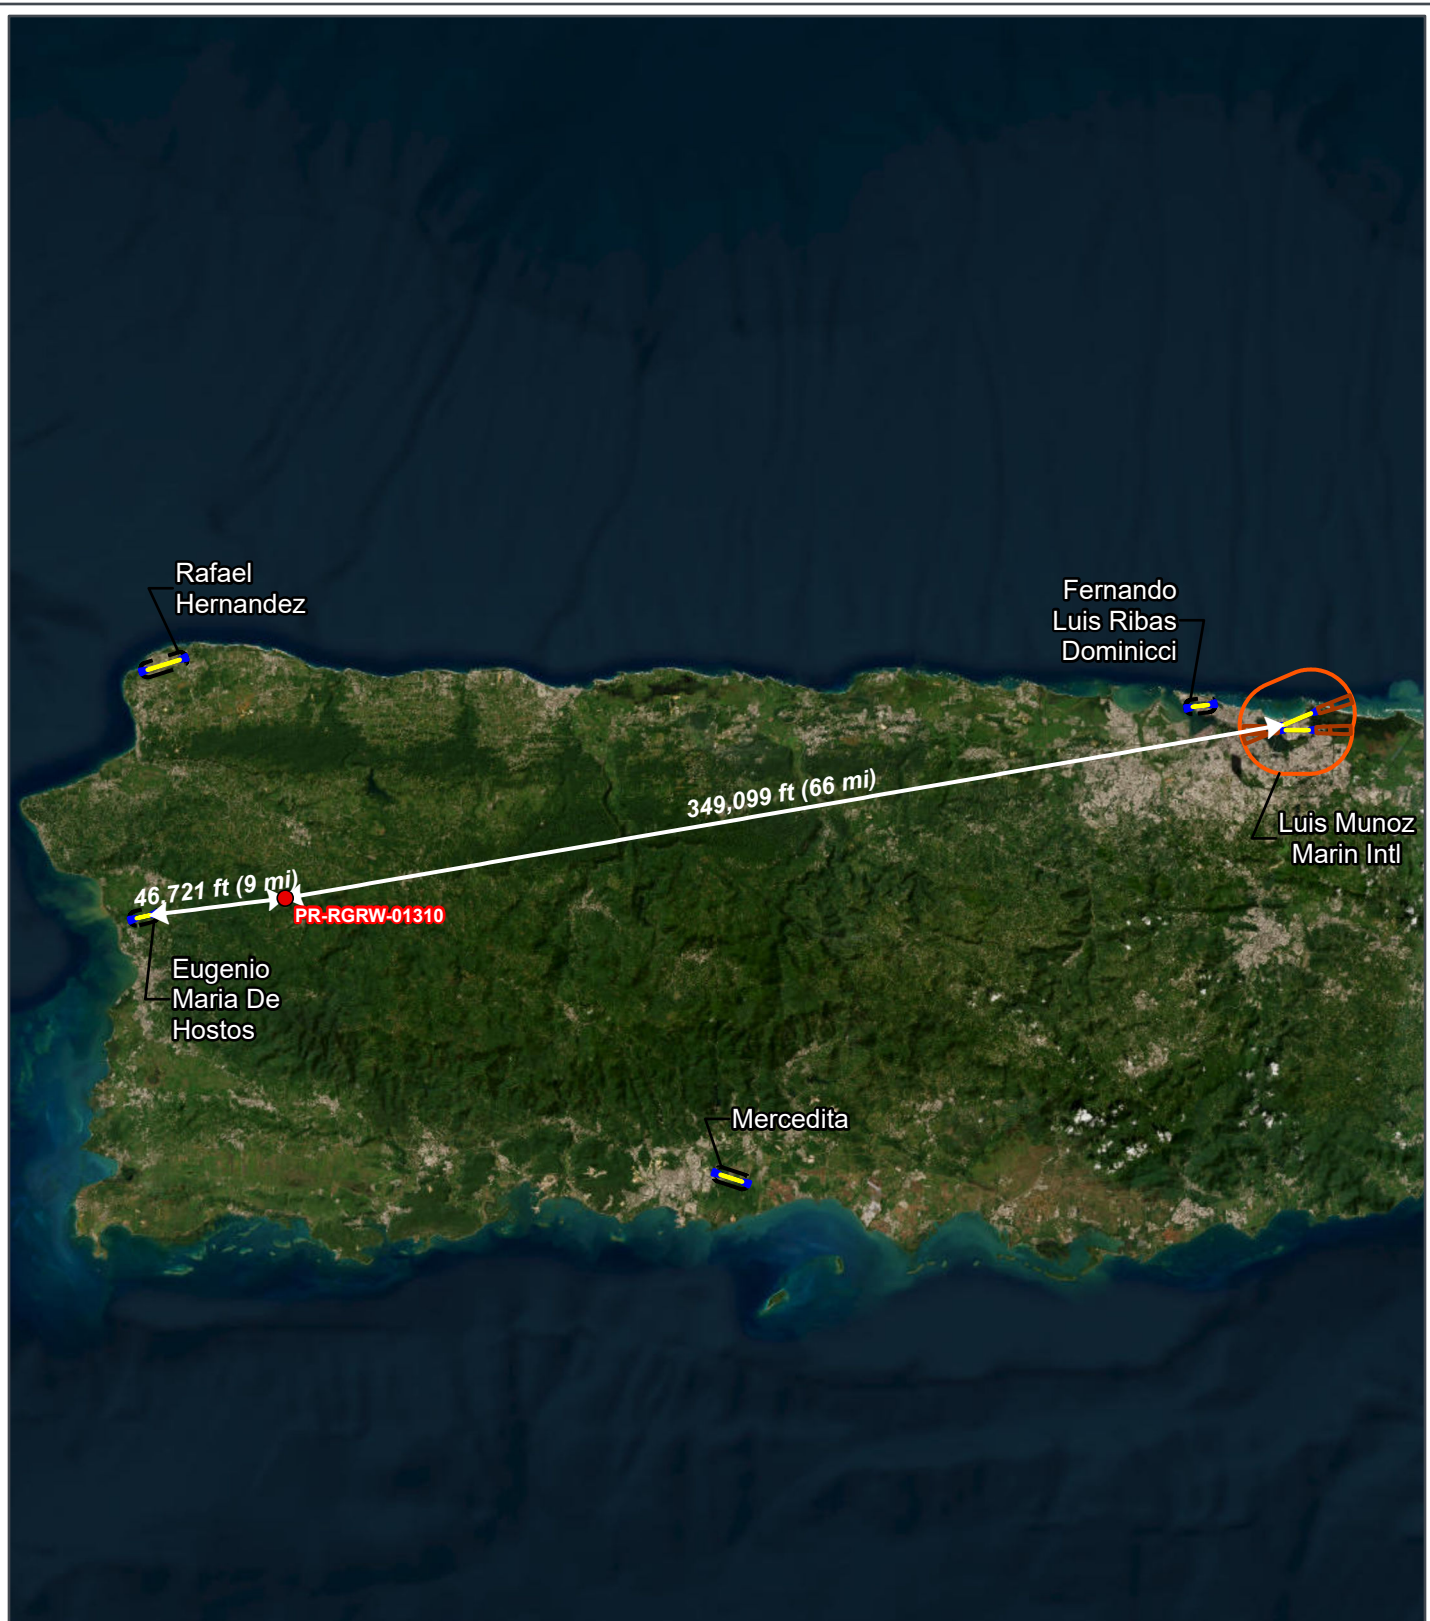 Rafael
Hernandez
Fernando
Luis Ribas
Dominicci
349,099 ft (66 mi)
Luis Munoz
Marin Intl
46,721 ft (9 mi)
PR-RGRW-01310
Eugenio
Maria De
Hostos
Mercedita